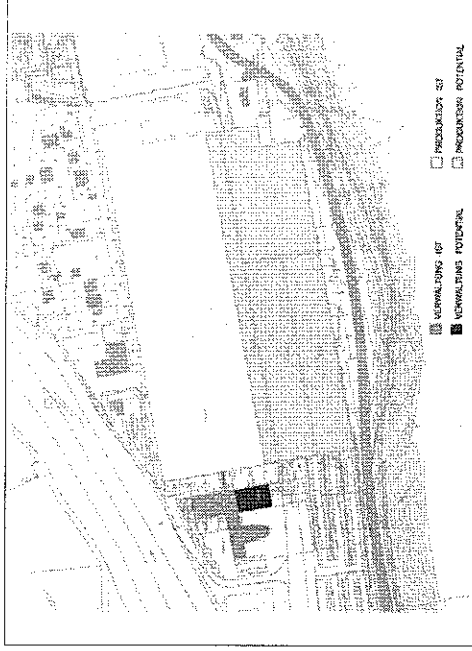 VERWALTUNG IST
VERWALTUNG POTENTIAL
PRODUKTION IST
PRODUKTION POTENTIAL